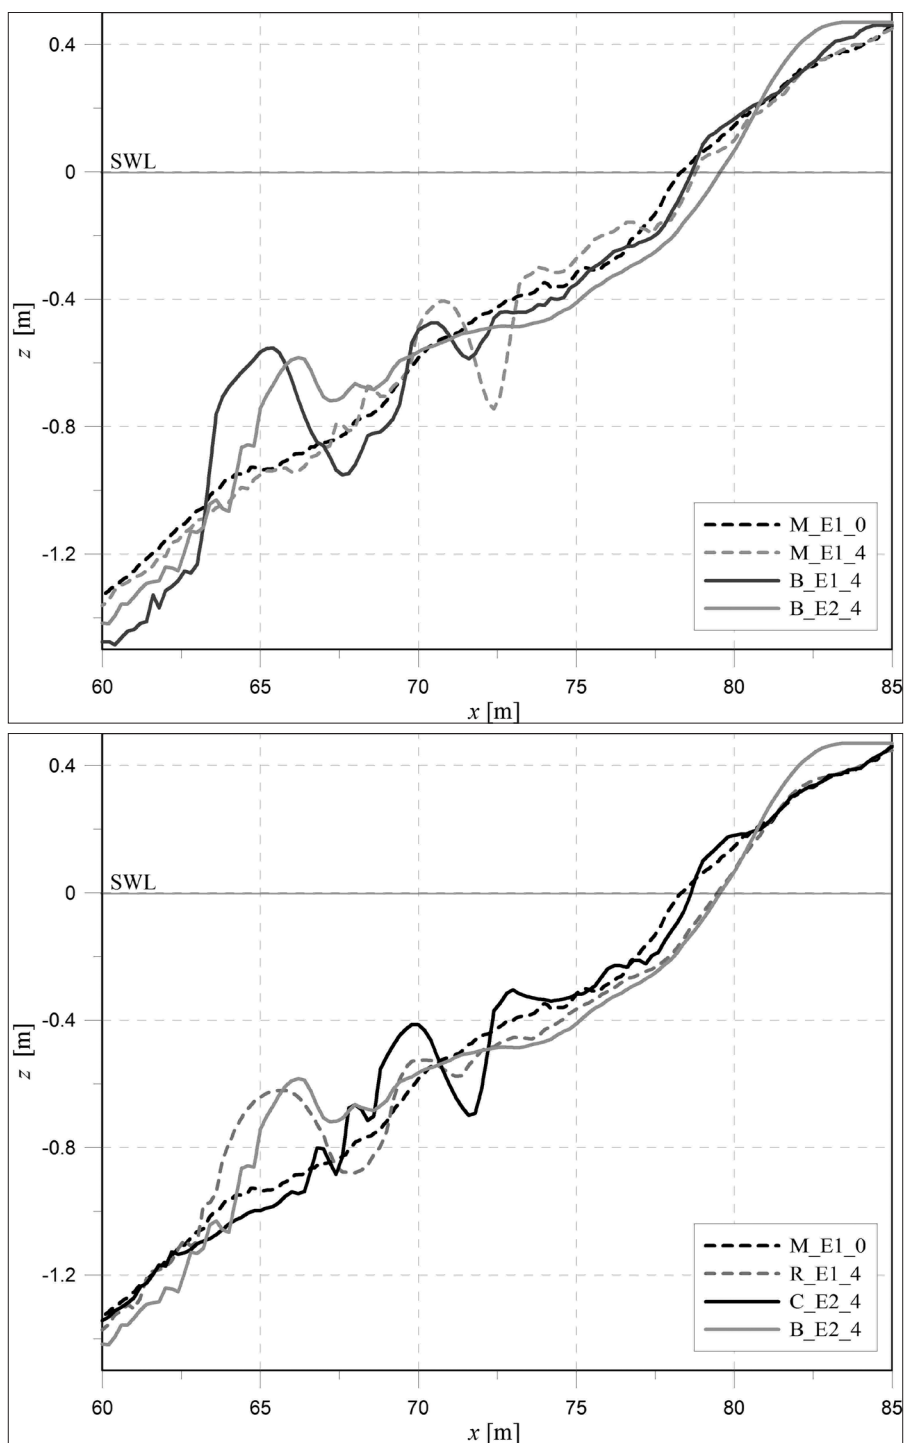 0.4
SWL
0
-0.4
z [m]
-0.8
-1.2
M_E1_0
M_E1_4
B_E1_4
B_E2_4
60 65 70 75 80 85
x [m]
0.4
SWL
0
-0.4
z [m]
-0.8
-1.2
M_E1_0
R_E1_4
C_E2_4
B_E2_4
60 65 70 75 80 85
x [m]